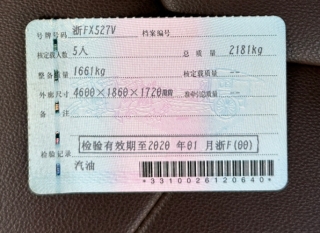 号牌号码 浙FX527V 档案编号
核定载人数 5人 总质量 2181kg
整备质量 1661kg 核定载质量 --
外廓尺寸 4600×1860×1720mm 准牵引总质量 --
备注
检验有效期至2020年01月浙F(00)
检验记录
汽油
*3310026120640*